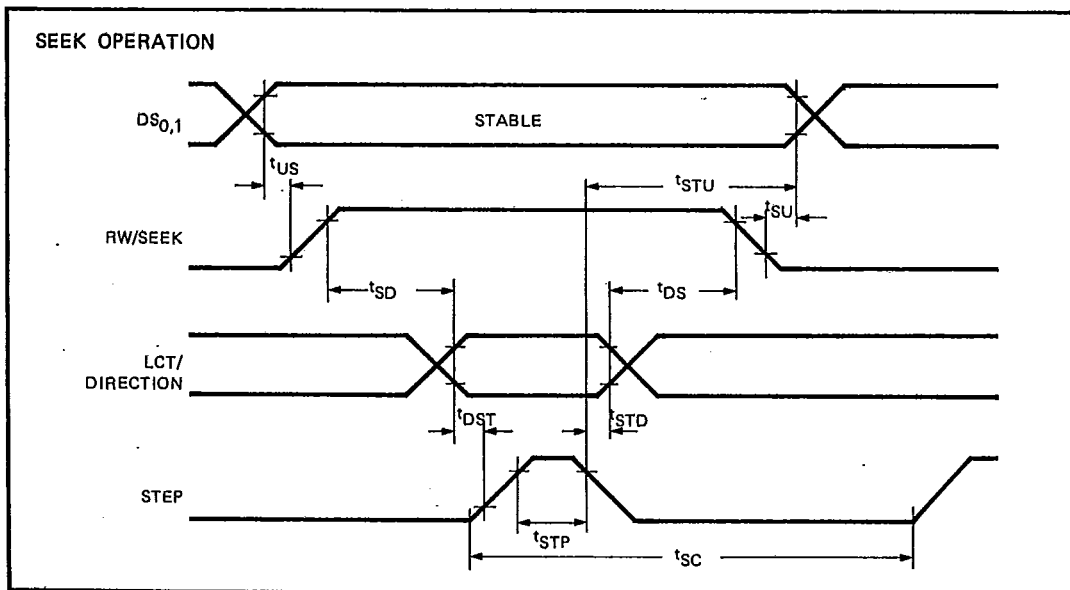 SEEK OPERATION
DS0,1
STABLE
tUS
tSTU
tSU
RW/SEEK
tSD
tDS
LCT/
DIRECTION
tDST
tSTD
STEP
tSTP
tSC